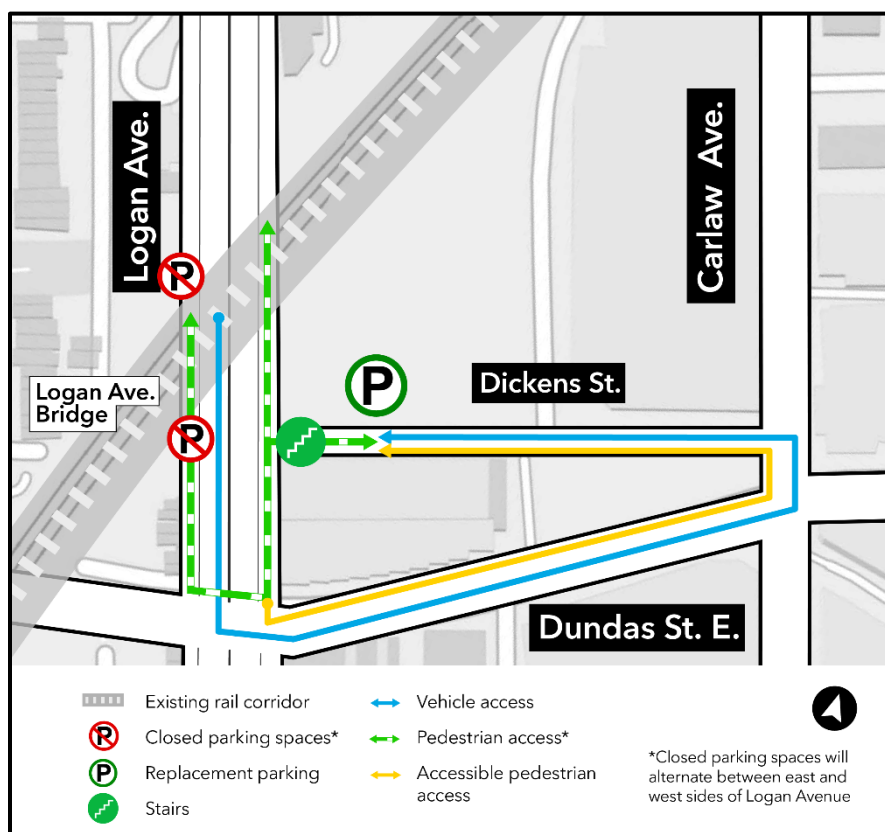 Logan Ave.
Carlaw Ave.
P
P
Logan Ave.
Bridge
Dickens St.
P
Dundas St. E.
Existing rail corridor
P
Closed parking spaces*
P
Replacement parking
Stairs
Vehicle access
Pedestrian access*
Accessible pedestrian
access
*Closed parking spaces will
alternate between east and
west sides of Logan Avenue